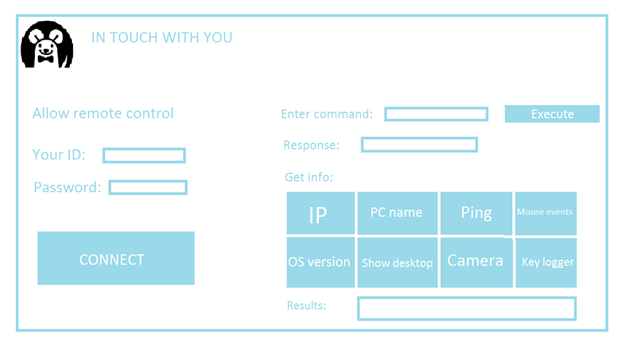 IN TOUCH WITH YOU
Allow remote control
Your ID:
Password:
CONNECT
Enter command:
Execute
Response:
Get info:
IP
PC name
Ping
Mouse events
OS version
Show desktop
Camera
Key logger
Results: